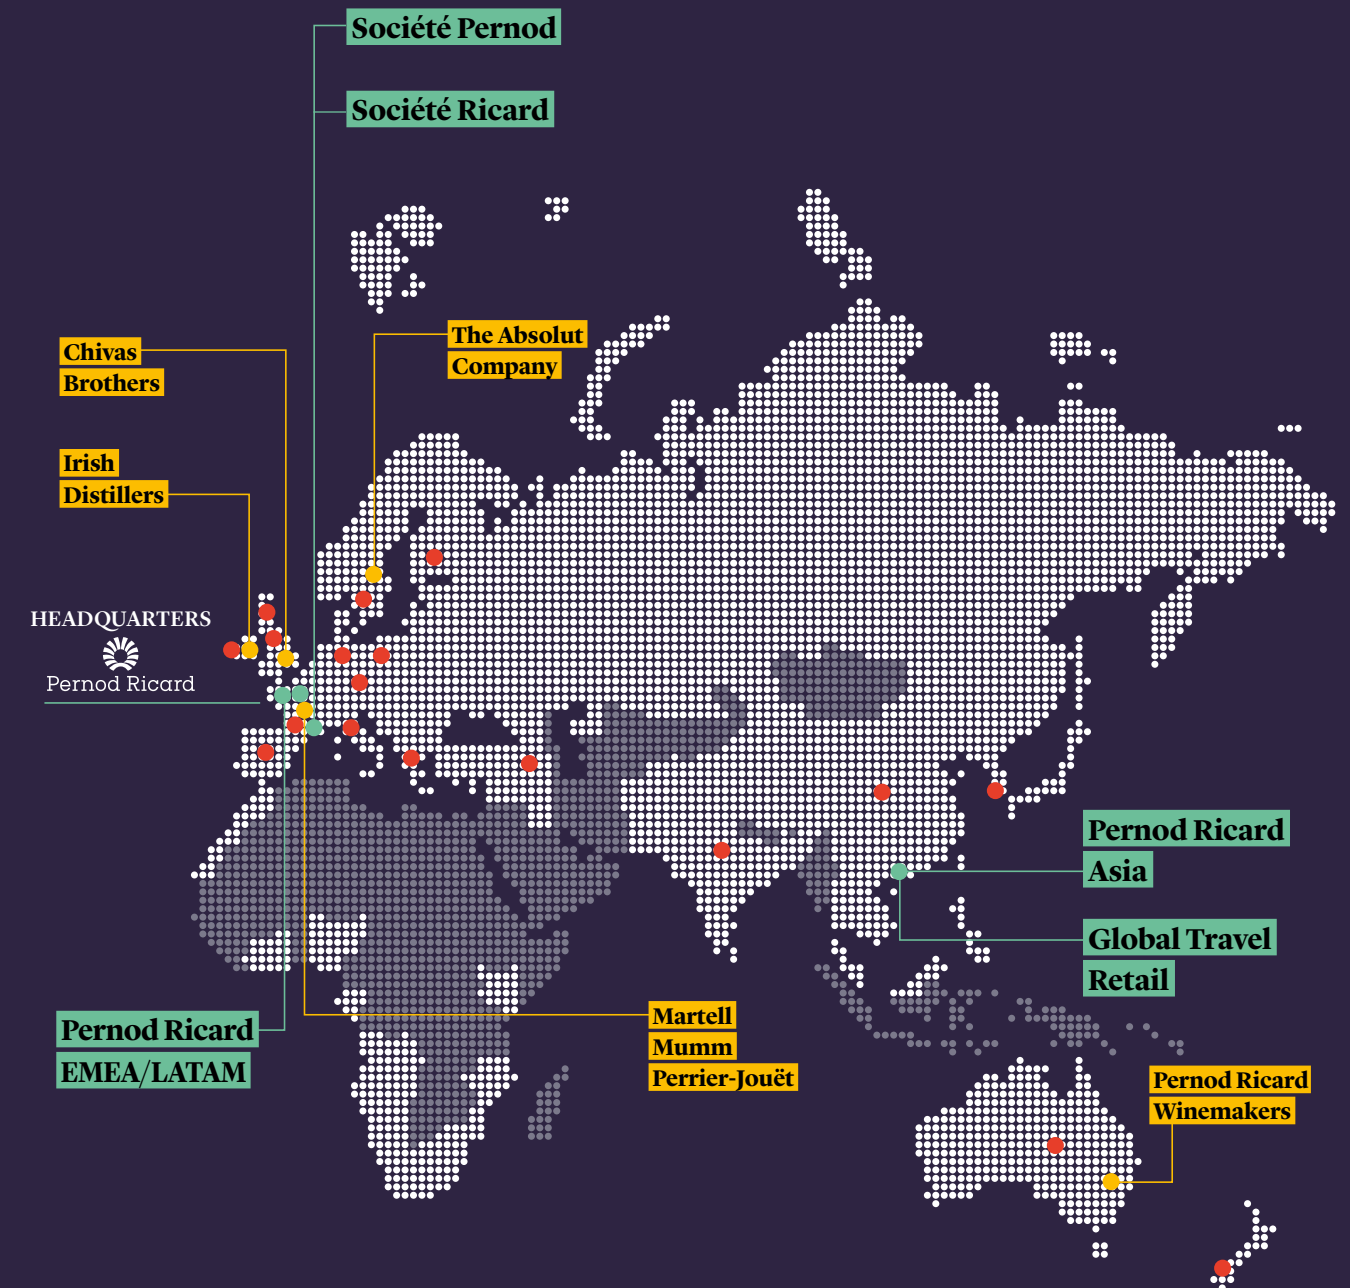 Société Pernod
Société Ricard
The Absolut
Company
Chivas
Brothers
Irish
Distillers
HEADQUARTERS
Pernod Ricard
Pernod Ricard
Asia
Global Travel
Retail
Pernod Ricard
EMEA/LATAM
Martell
Mumm
Perrier-Jouët
Pernod Ricard
Winemakers